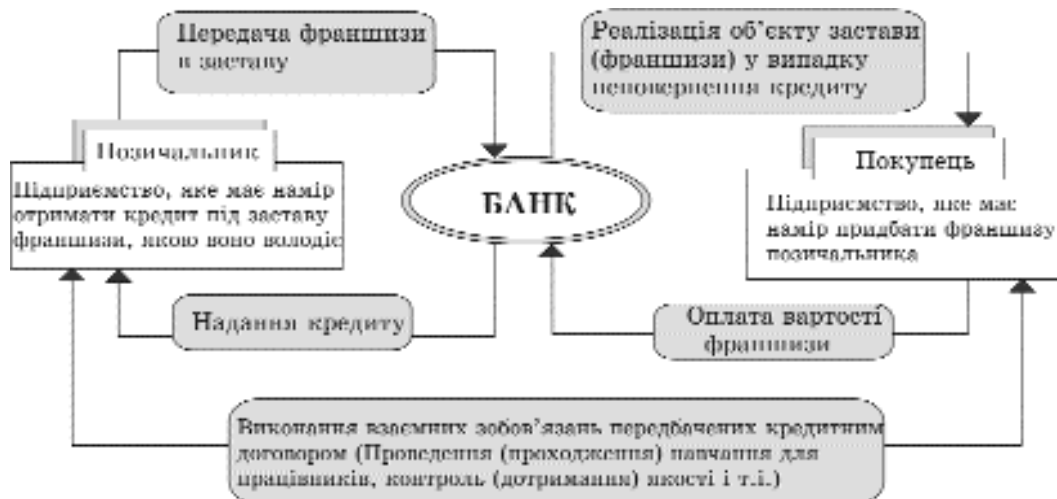 Передача франшизи
в заставу
Реалізація об’єкту застави
(франшизи) у випадку
неповернення кредиту
Позичальник
Підприємство, яке має намір
отримати кредит під заставу
франшизи, якою воно володіє
БАНК
Покупець
Підприємство, яке має
намір придбати франшизу
позичальника
Надання кредиту
Оплата вартості
франшизи
Виконання взаємних зобов’язань передбачених кредитним
договором (Проведення (проходження) навчання для
працівників, контроль (дотримання) якості і т.і.)